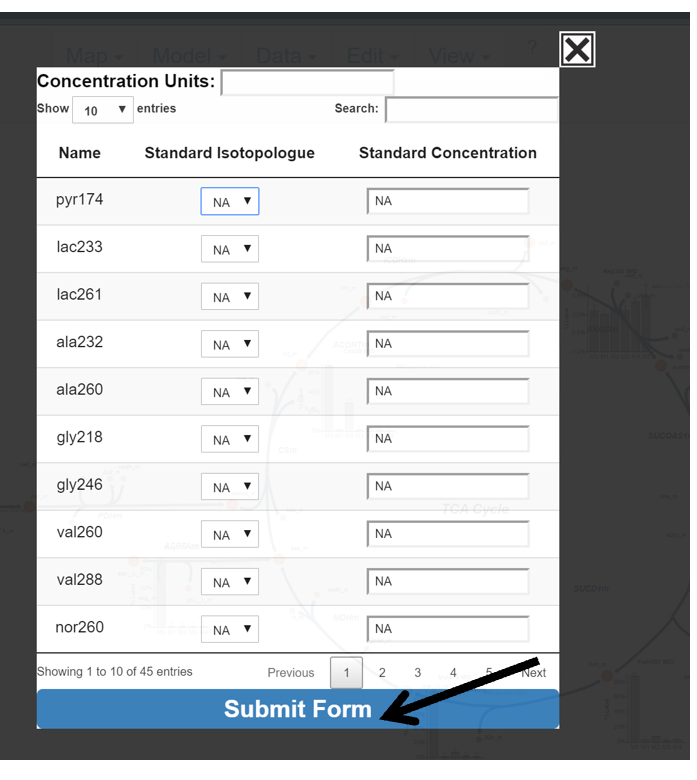 Map Model Data Edit View ?
Concentration Units:
Show 10 entries Search:
Name Standard Isotopologue Standard Concentration
pyr174 NA NA
lac233 NA NA
lac261 NA NA
ala232 NA NA
ala260 NA NA
gly218 NA NA
gly246 NA NA
TCA Cycle
val260 NA NA
val288 NA NA
nor260 NA NA
Showing 1 to 10 of 45 entries Previous 1 2 3 4 5 Next
Submit Form